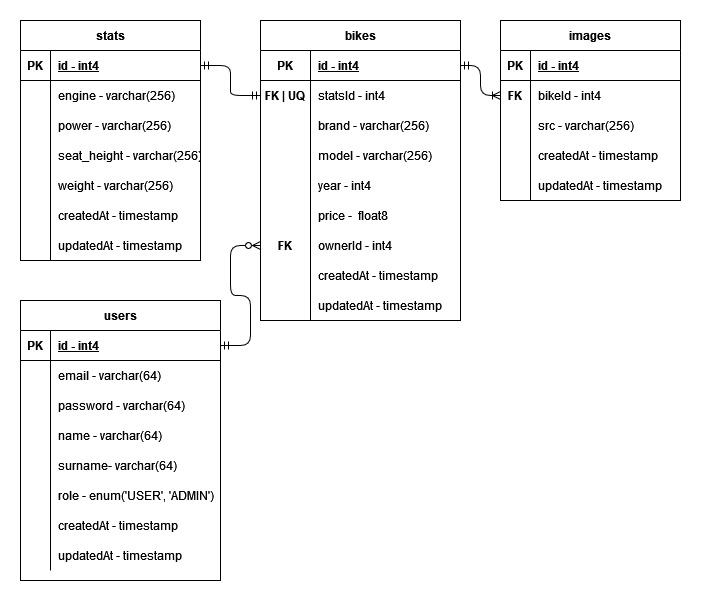 stats
PK id - int4
engine - varchar(256)
power - varchar(256)
seat_height - varchar(256)
weight - varchar(256)
createdAt - timestamp
updatedAt - timestamp
bikes
PK id - int4
FK | UQ statsId - int4
brand - varchar(256)
model - varchar(256)
year - int4
price - float8
FK ownerId - int4
createdAt - timestamp
updatedAt - timestamp
images
PK id - int4
FK bikeId - int4
src - varchar(256)
createdAt - timestamp
updatedAt - timestamp
users
PK id - int4
email - varchar(64)
password - varchar(64)
name - varchar(64)
surname- varchar(64)
role - enum('USER', 'ADMIN')
createdAt - timestamp
updatedAt - timestamp